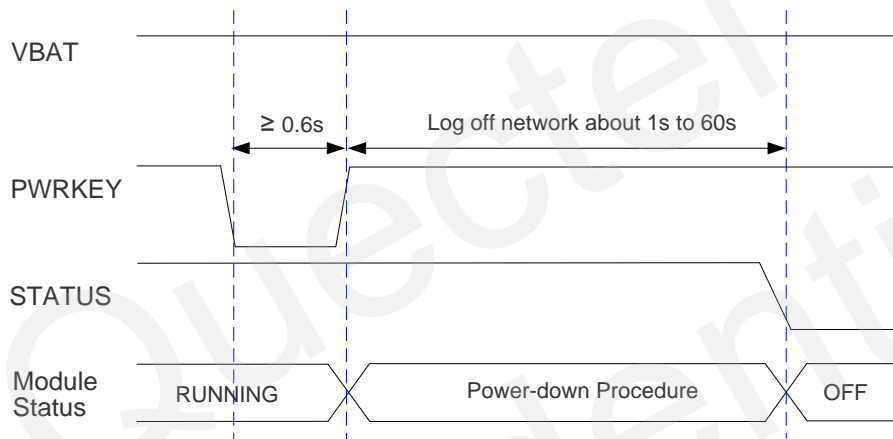 VBAT
≥ 0.6s
Log off network about 1s to 60s
PWRKEY
STATUS
Module
Status
RUNNING
Power-down Procedure
OFF
Quectel